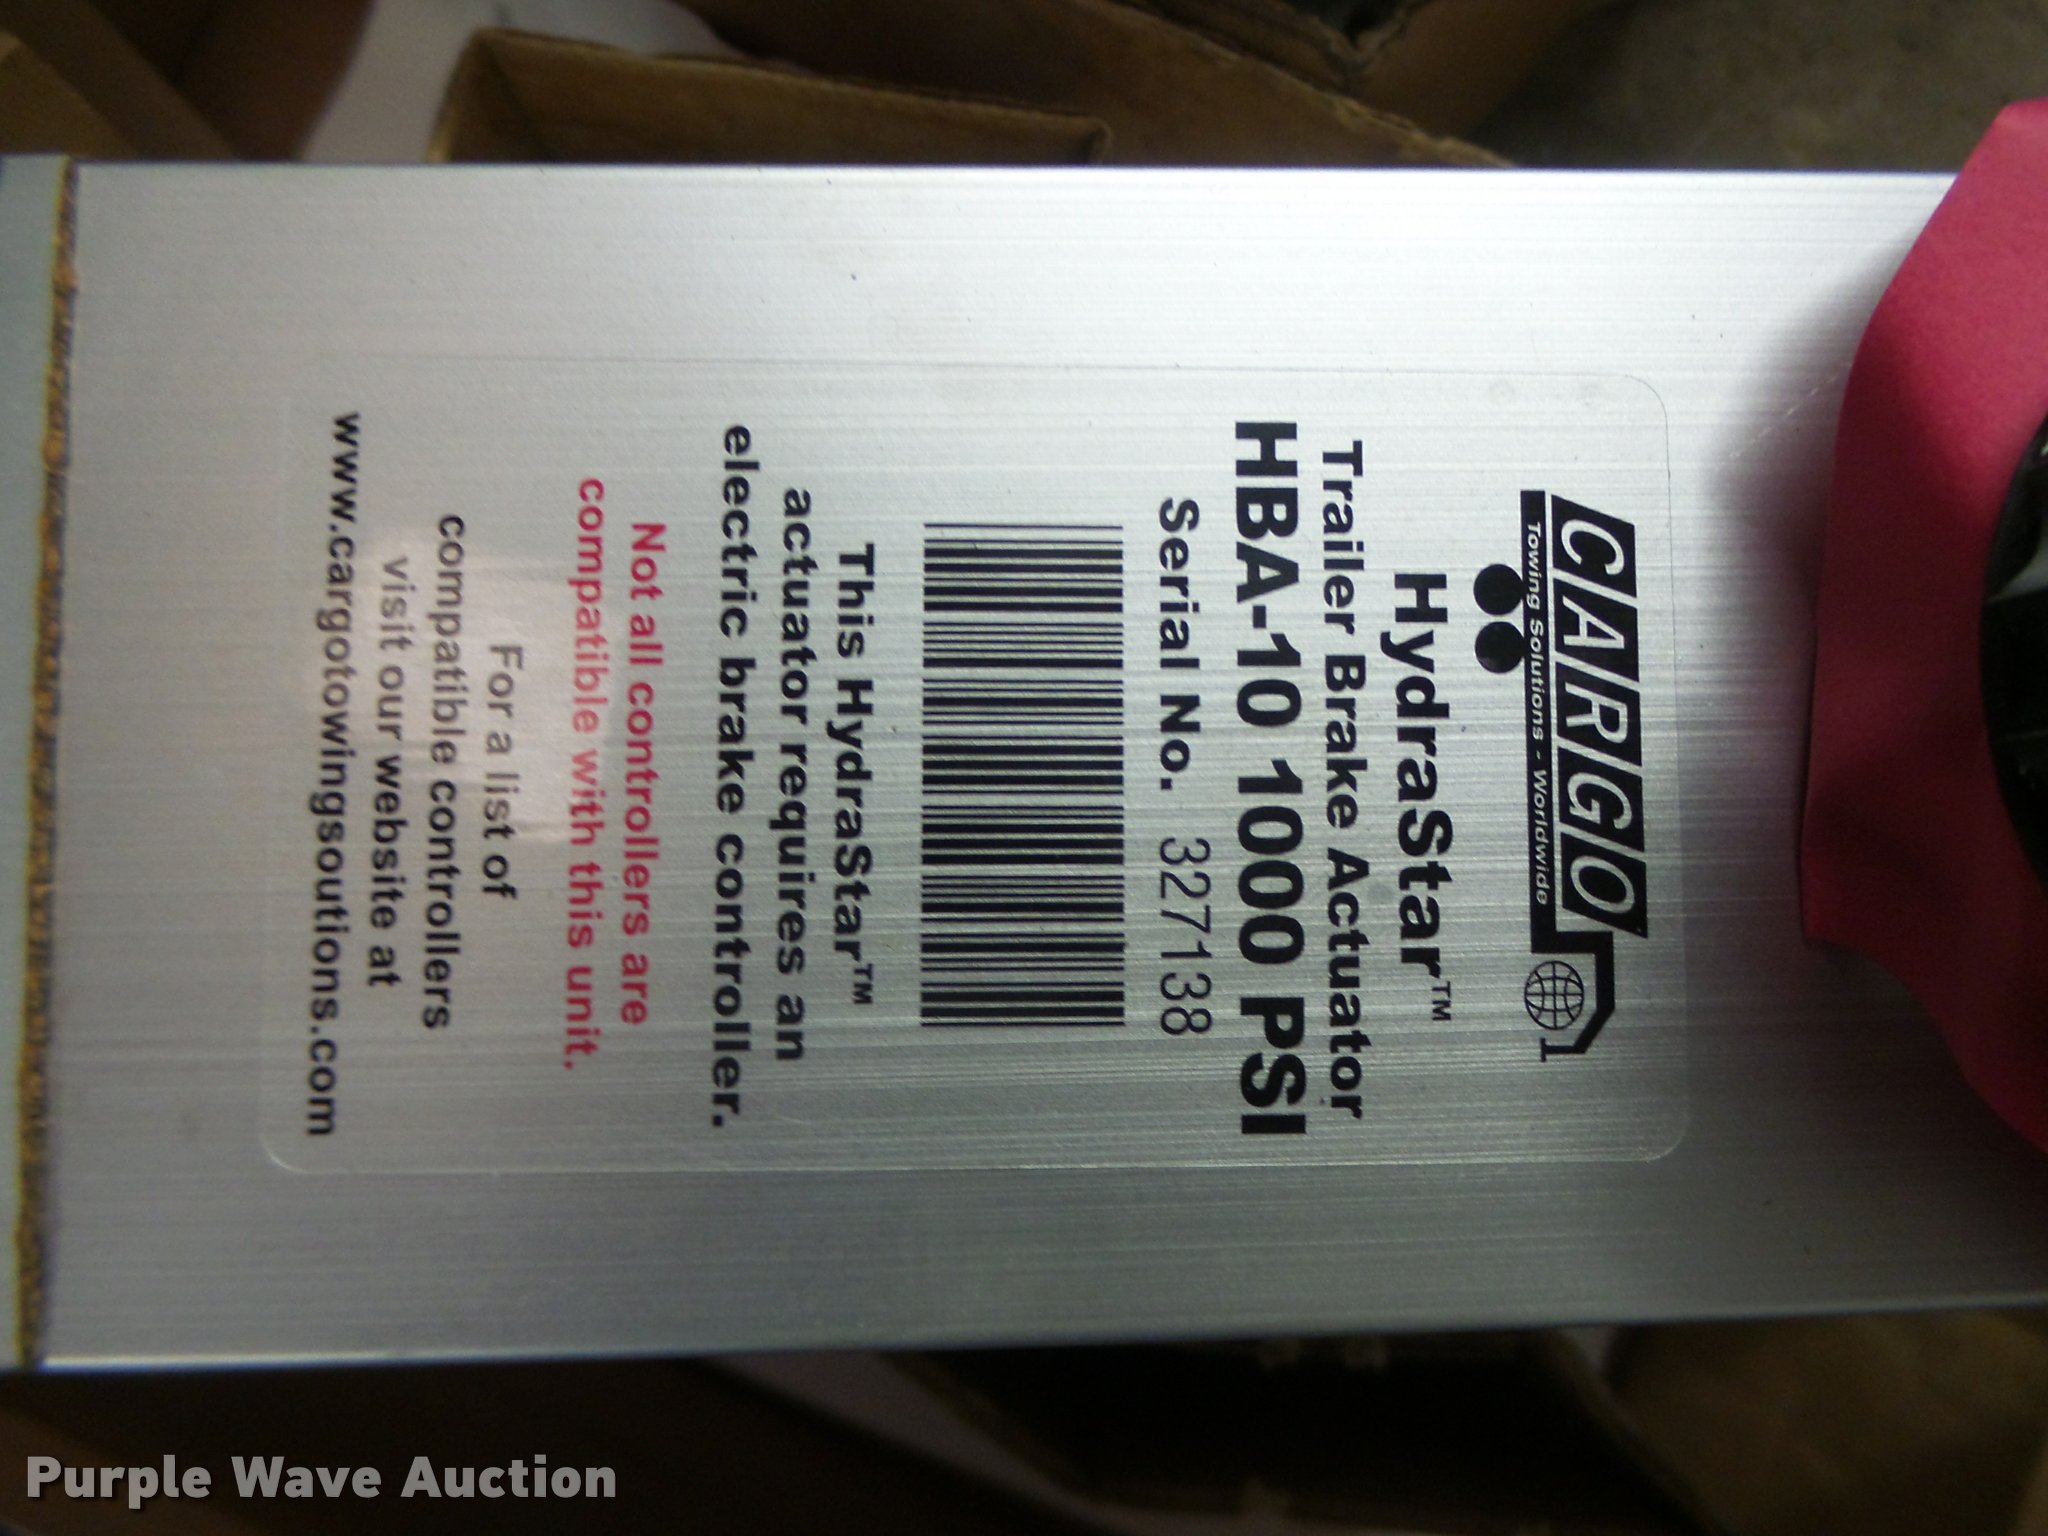 CARGO
Towing Solutions - Worldwide
HydraStar™
Trailer Brake Actuator
HBA-10 1000 PSI
Serial No. 327138
This HydraStar™
actuator requires an
electric brake controller.
Not all controllers are
compatible with this unit.
For a list of
compatible controllers
visit our website at
www.cargotowingsoutions.com
Purple Wave Auction